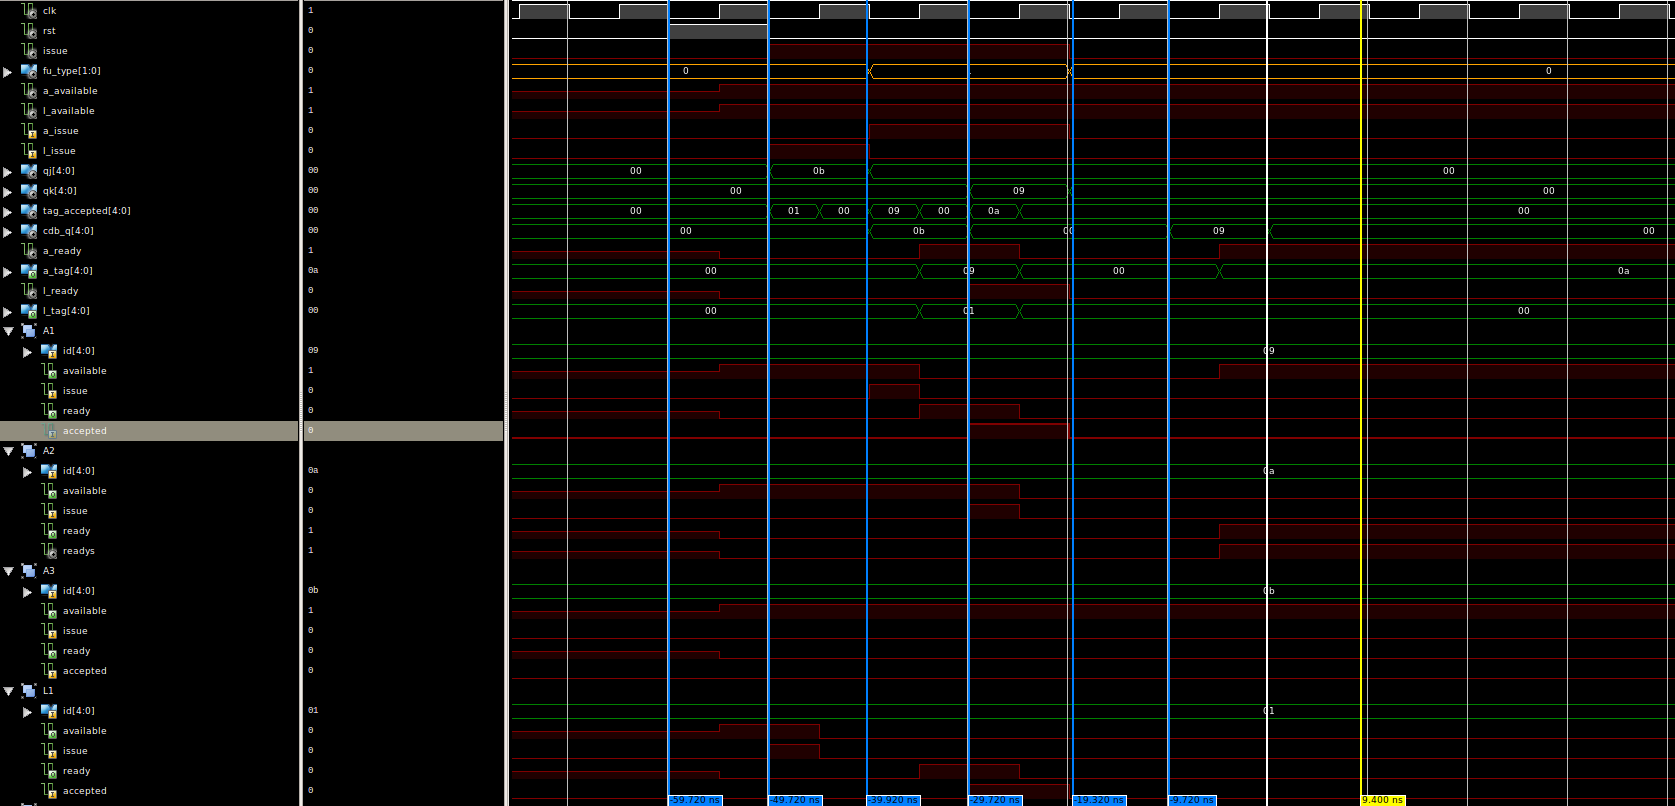 clk 1
rst 0
issue 0
fu_type[1:0] 0 0 0
a_available 1
l_available 1
a_issue 0
l_issue 0
qj[4:0] 00 00 0b 00
qk[4:0] 00 00 09 00
tag_accepted[4:0] 00 00 01 00 09 00 0a 00
cdb_q[4:0] 00 00 0b 00 09 00
a_ready 1
a_tag[4:0] 0a 00 09 00 0a
l_ready 0
l_tag[4:0] 00 00 01 00
A1
id[4:0] 09 09
available 1
issue 0
ready 0
accepted 0
A2
id[4:0] 0a 0a
available 0
issue 0
ready 1
readys 1
A3
id[4:0] 0b 0b
available 1
issue 0
ready 0
accepted 0
L1
id[4:0] 01 01
available 0
issue 0
ready 0
accepted 0
-59.720 ns -49.720 ns -39.920 ns -29.720 ns -19.320 ns -9.720 ns 9.400 ns